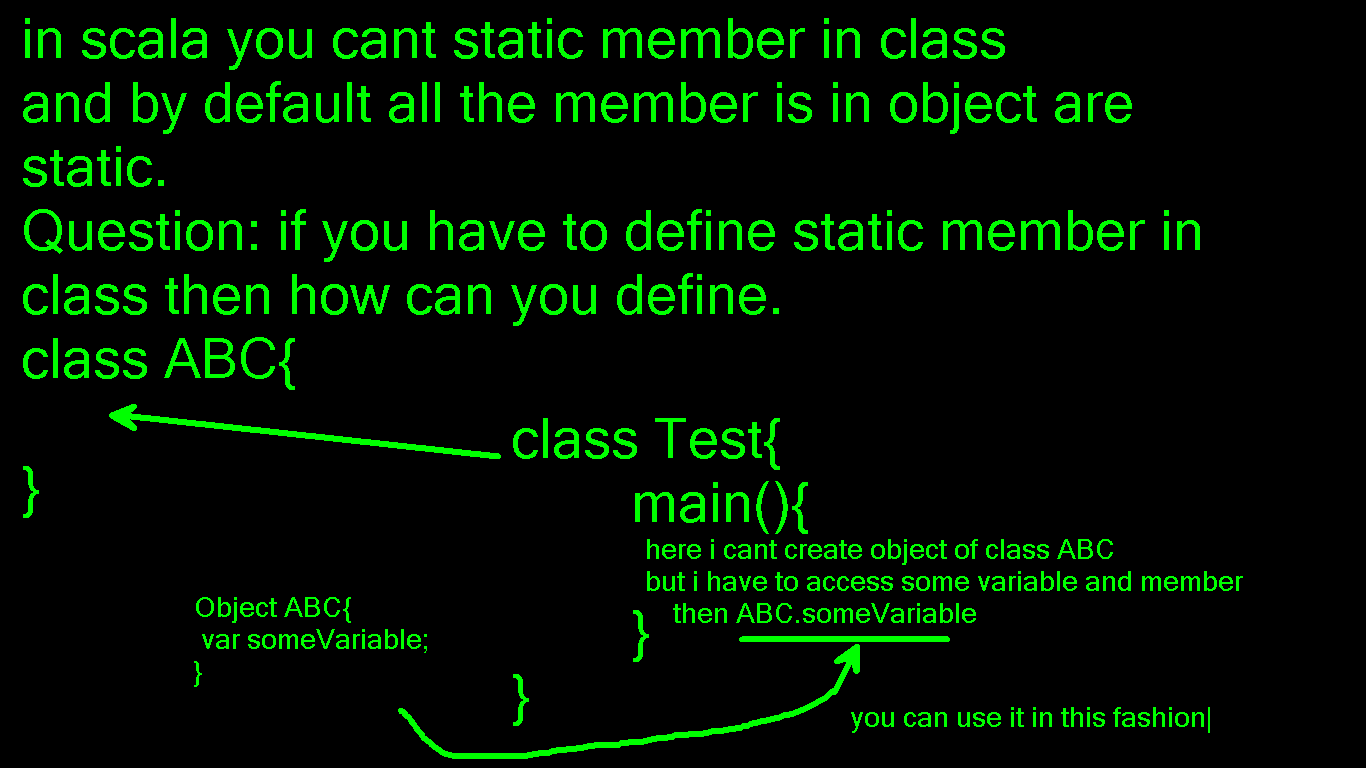 in scala you cant static member in class
and by default all the member is in object are
static.
Question: if you have to define static member in
class then how can you define.
class ABC{
}
class Test{
main(){
here i cant create object of class ABC
but i have to access some variable and member
then ABC.someVariable
}
}
Object ABC{
var someVariable;
}
you can use it in this fashion